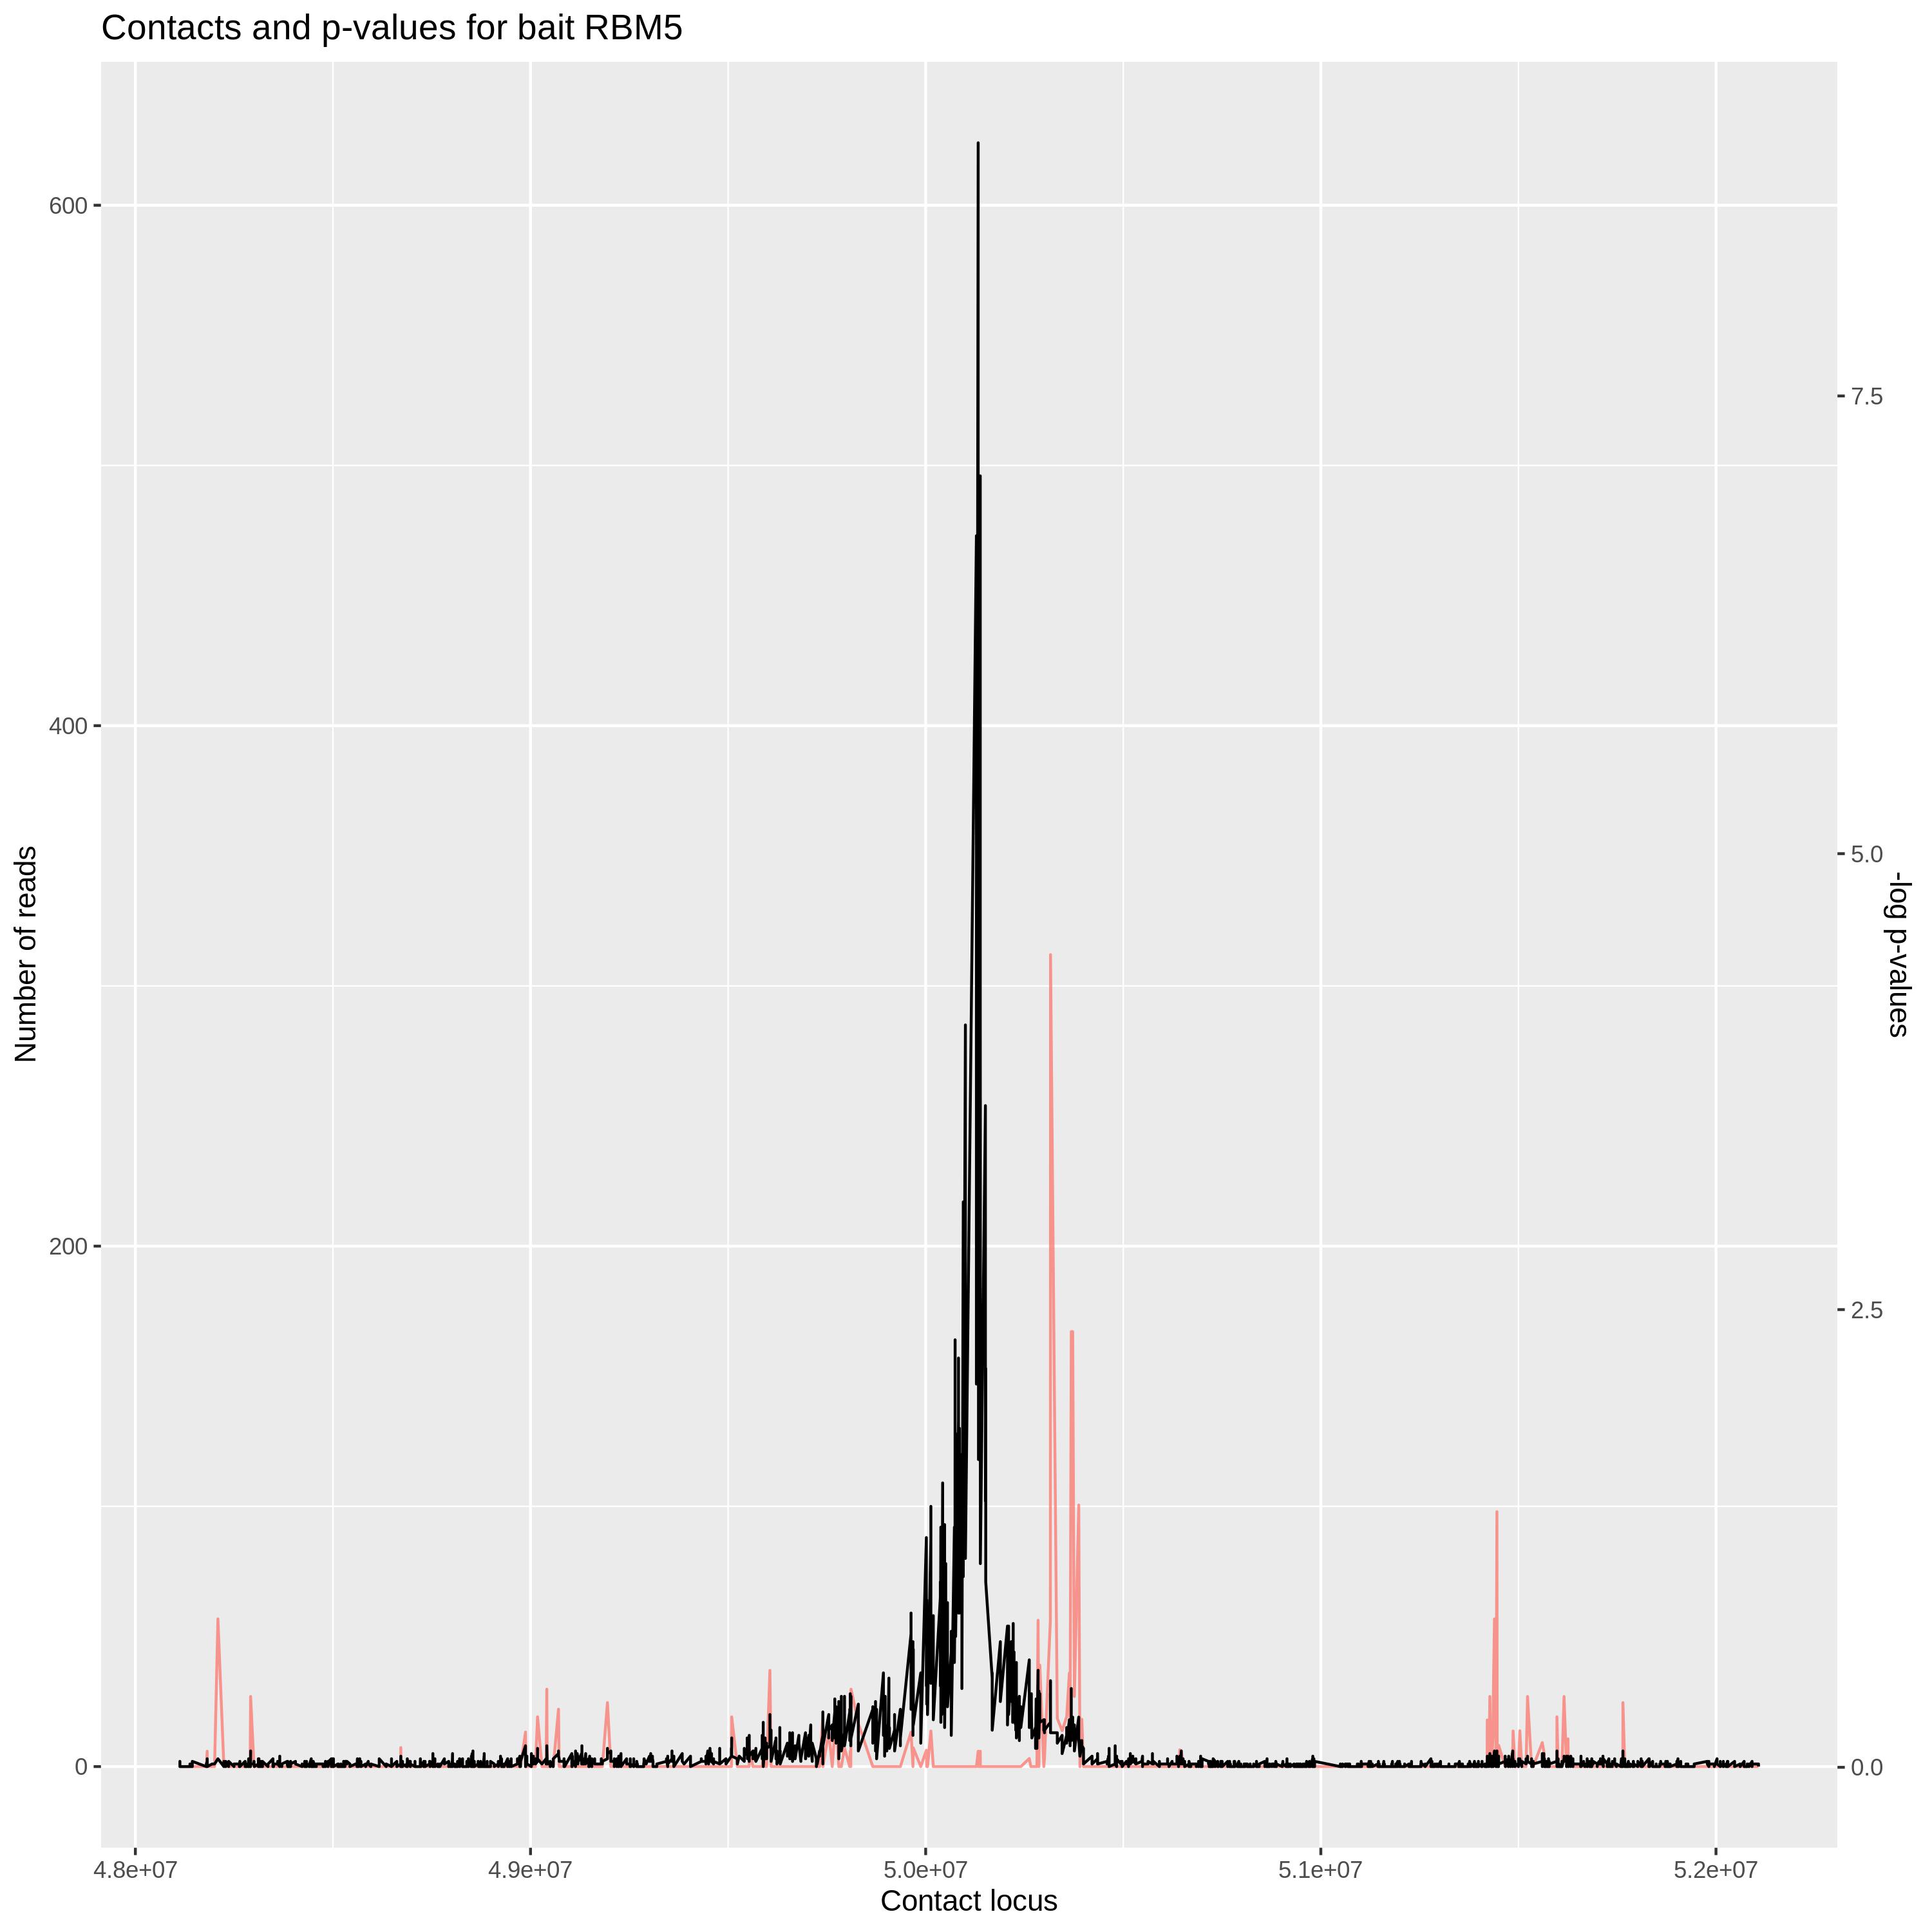 Contacts and p-values for bait RBM5
600
400
200
0
Number of reads
7.5
5.0
2.5
0.0
-log p-values
4.8e+07 4.9e+07 5.0e+07 5.1e+07 5.2e+07
Contact locus